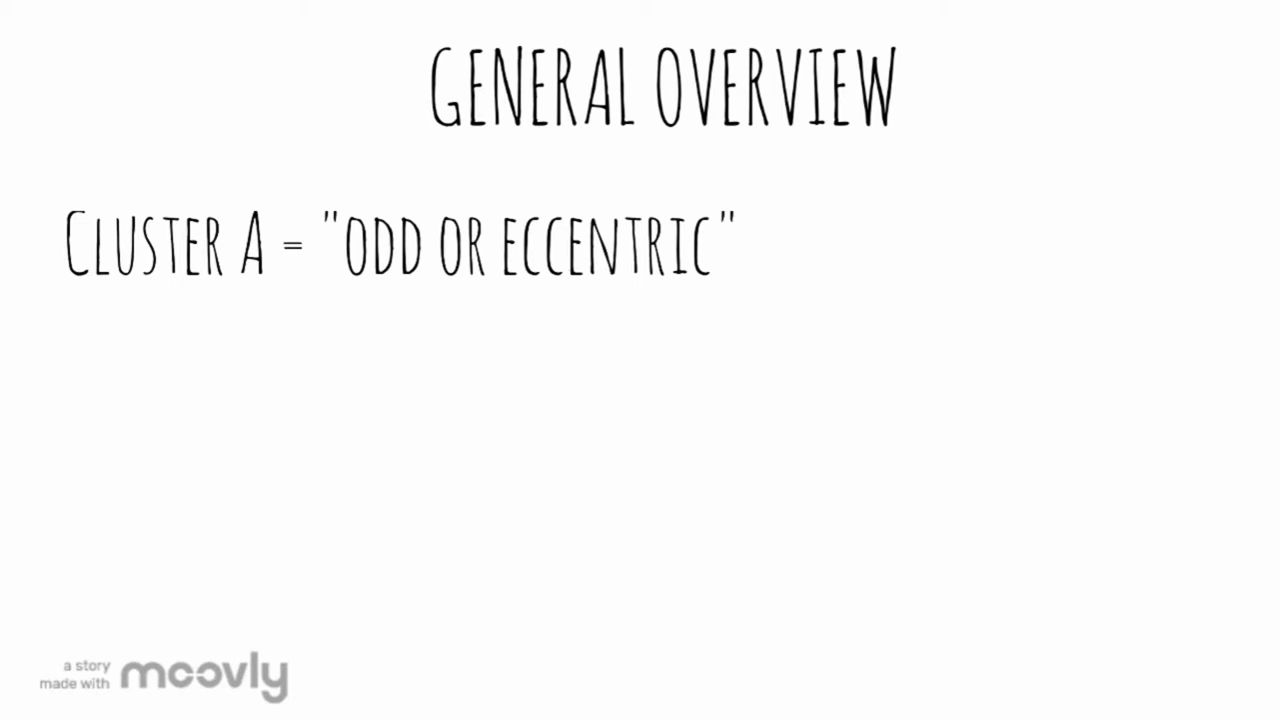 GENERAL OVERVIEW
CLUSTER A = "ODD OR ECCENTRIC"
a story
made with moovly